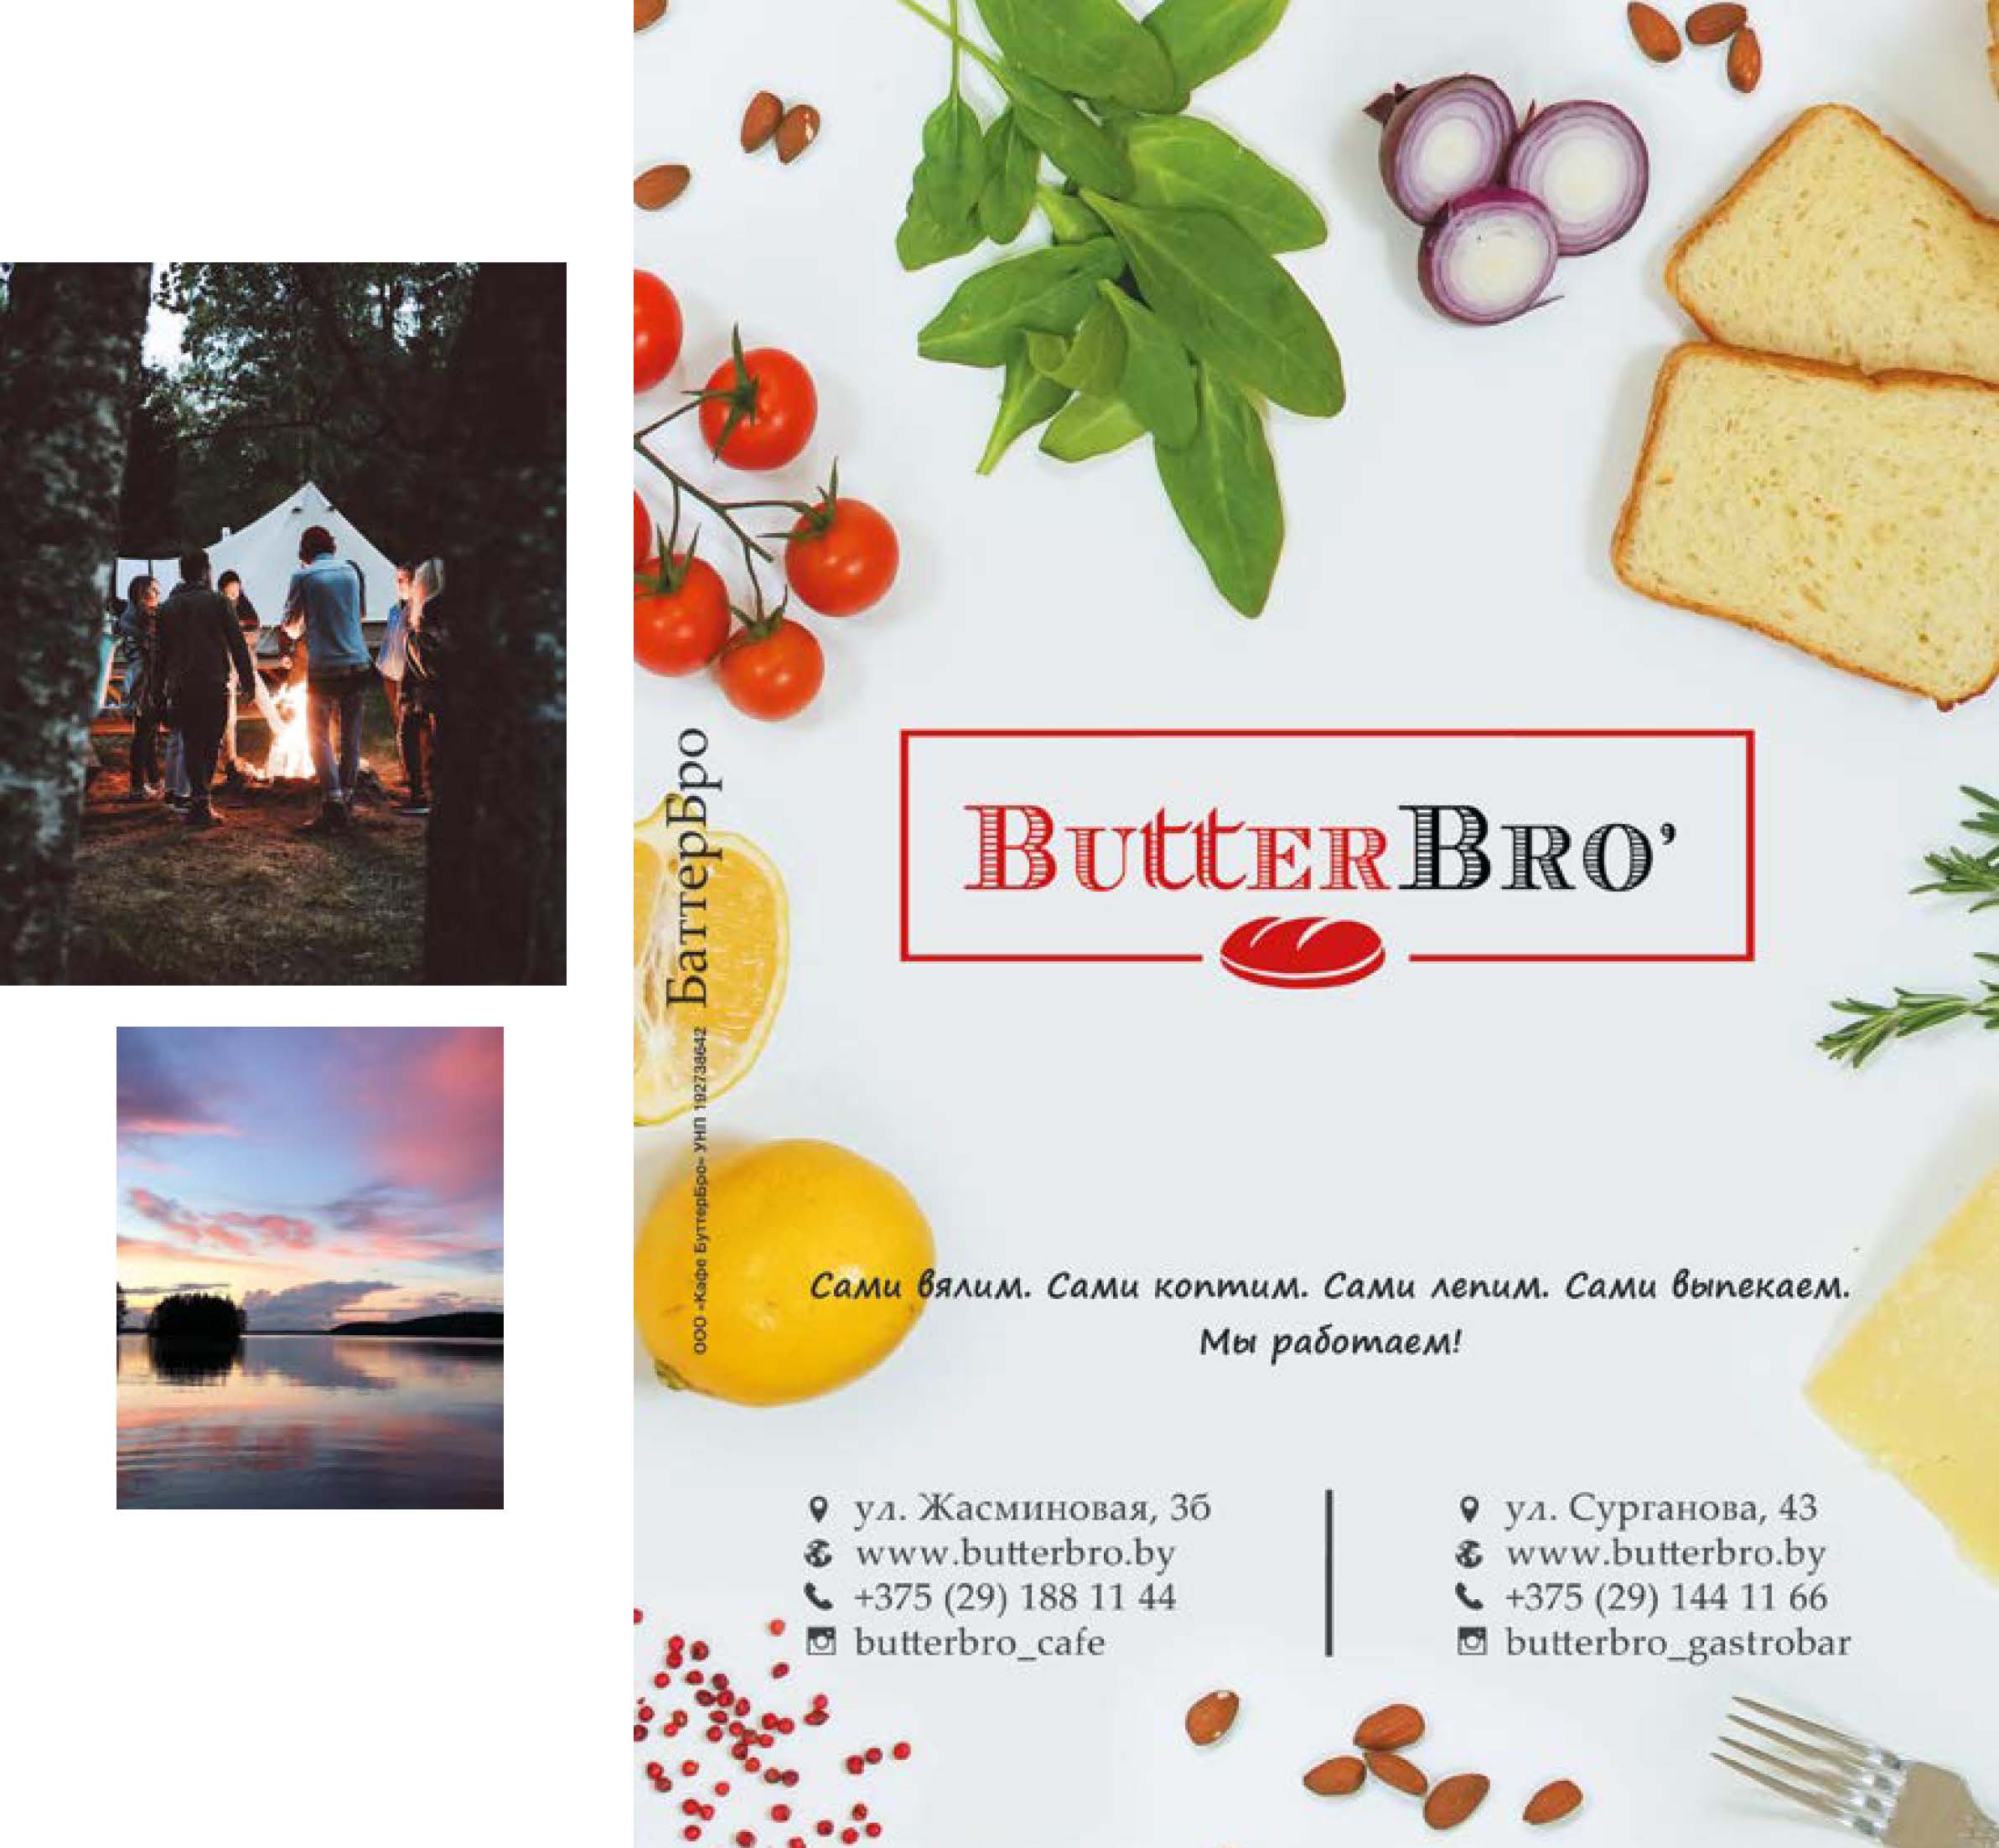 БаттерБро
ООО «Кафе БуттерБро» УНП 192738642
BUTTERBRO’
Сами вялим. Сами коптим. Сами лепим. Сами выпекаем.
Мы работаем!
ул. Жасминовая, 3б
www.butterbro.by
+375 (29) 188 11 44
butterbro_cafe
ул. Сурганова, 43
www.butterbro.by
+375 (29) 144 11 66
butterbro_gastrobar